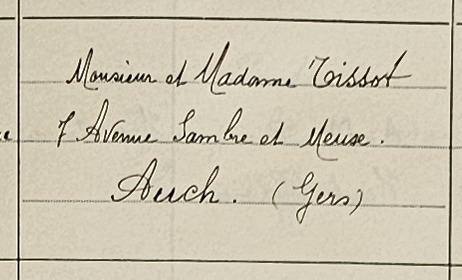 Monsieur et Madame Tissot
7 Avenue Sambre et Meuse.
Auch. (Gers)